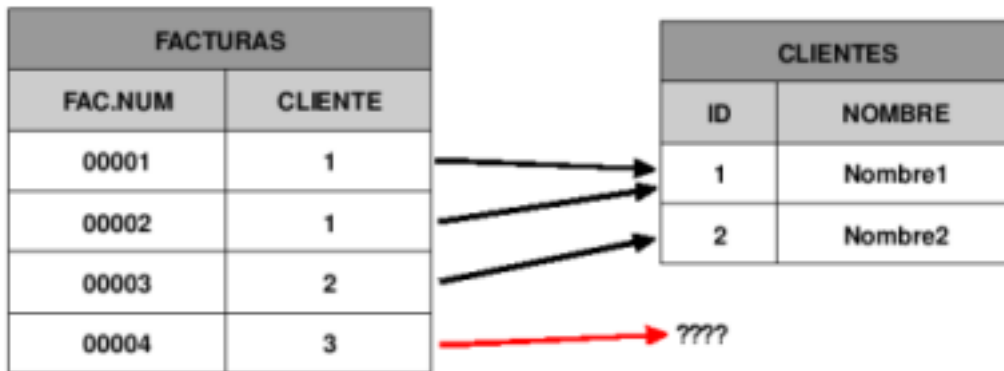 FACTURAS
FAC.NUM CLIENTE
00001 1
00002 1
00003 2
00004 3
CLIENTES
ID NOMBRE
1 Nombre1
2 Nombre2
????